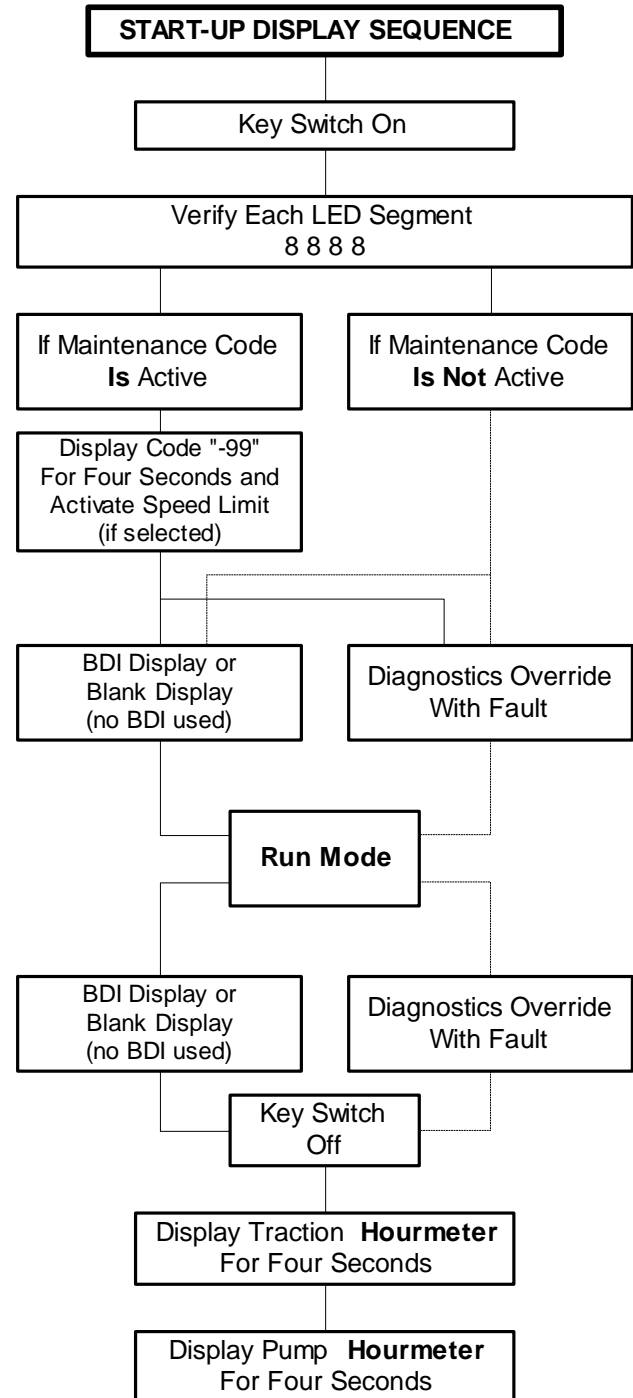 START-UP DISPLAY SEQUENCE
Key Switch On
Verify Each LED Segment
8 8 8 8
If Maintenance Code
Is Active
If Maintenance Code
Is Not Active
Display Code "-99"
For Four Seconds and
Activate Speed Limit
(if selected)
BDI Display or
Blank Display
(no BDI used)
Diagnostics Override
With Fault
Run Mode
BDI Display or
Blank Display
(no BDI used)
Diagnostics Override
With Fault
Key Switch
Off
Display Traction Hourmeter
For Four Seconds
Display Pump Hourmeter
For Four Seconds